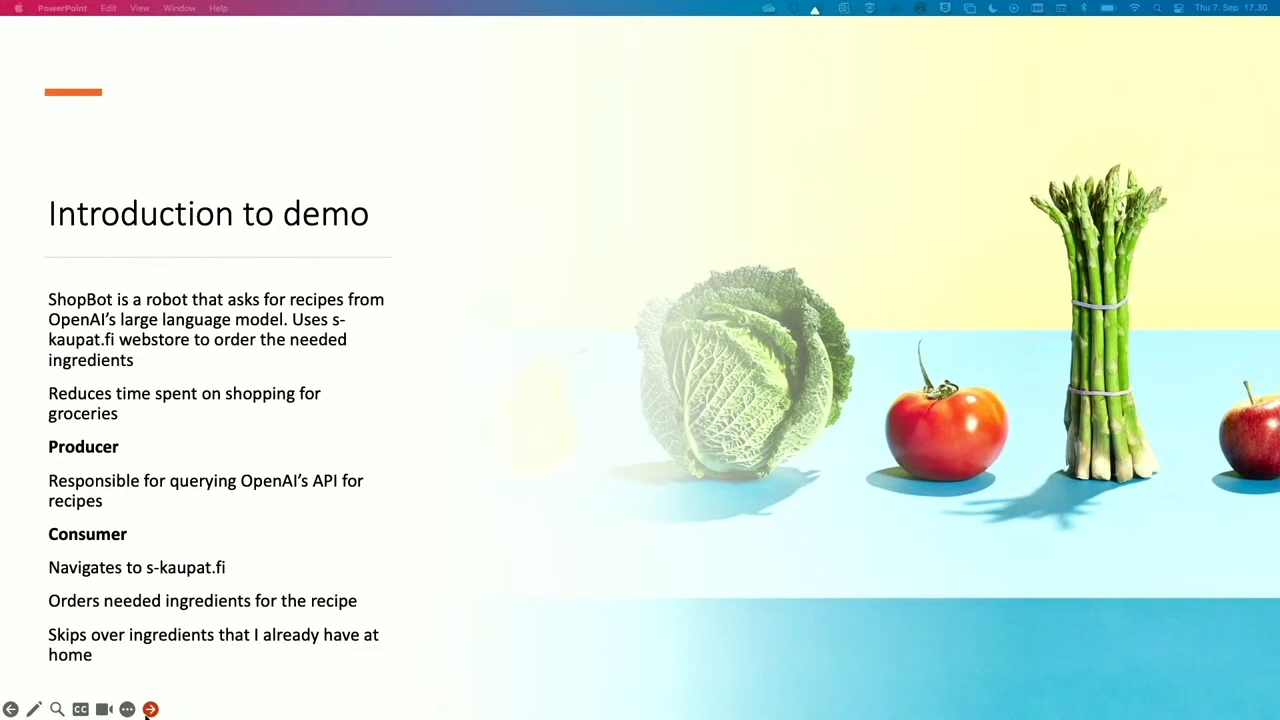 PowerPoint Edit View Window Help Thu 7. Sep 17.30
Introduction to demo
ShopBot is a robot that asks for recipes from
OpenAI's large language model. Uses s-
kaupat.fi webstore to order the needed
ingredients
Reduces time spent on shopping for
groceries
Producer
Responsible for querying OpenAI's API for
recipes
Consumer
Navigates to s-kaupat.fi
Orders needed ingredients for the recipe
Skips over ingredients that I already have at
home
CC